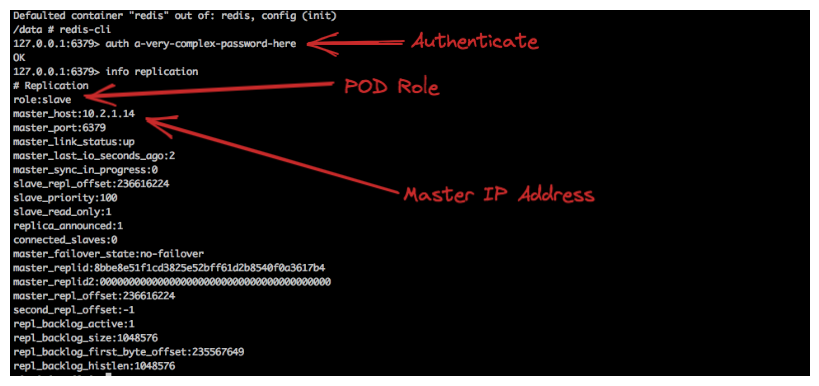 Defaulted container "redis" out of: redis, config (init)
/data # redis-cli
127.0.0.1:6379> auth a-very-complex-password-here
Authenticate
OK
127.0.0.1:6379> info replication
# Replication
POD Role
role:slave
master_host:10.2.1.14
master_port:6379
master_link_status:up
master_last_io_seconds_ago:2
master_sync_in_progress:0
slave_repl_offset:236616224
Master IP Address
slave_priority:100
slave_read_only:1
replica_announced:1
connected_slaves:0
master_failover_state:no-failover
master_replid:8bbe8e51f1cd3825e52bff61d2b8540f0a3617b4
master_replid2:0000000000000000000000000000000000000000
master_repl_offset:236616224
second_repl_offset:-1
repl_backlog_active:1
repl_backlog_size:1048576
repl_backlog_first_byte_offset:235567649
repl_backlog_histlen:1048576